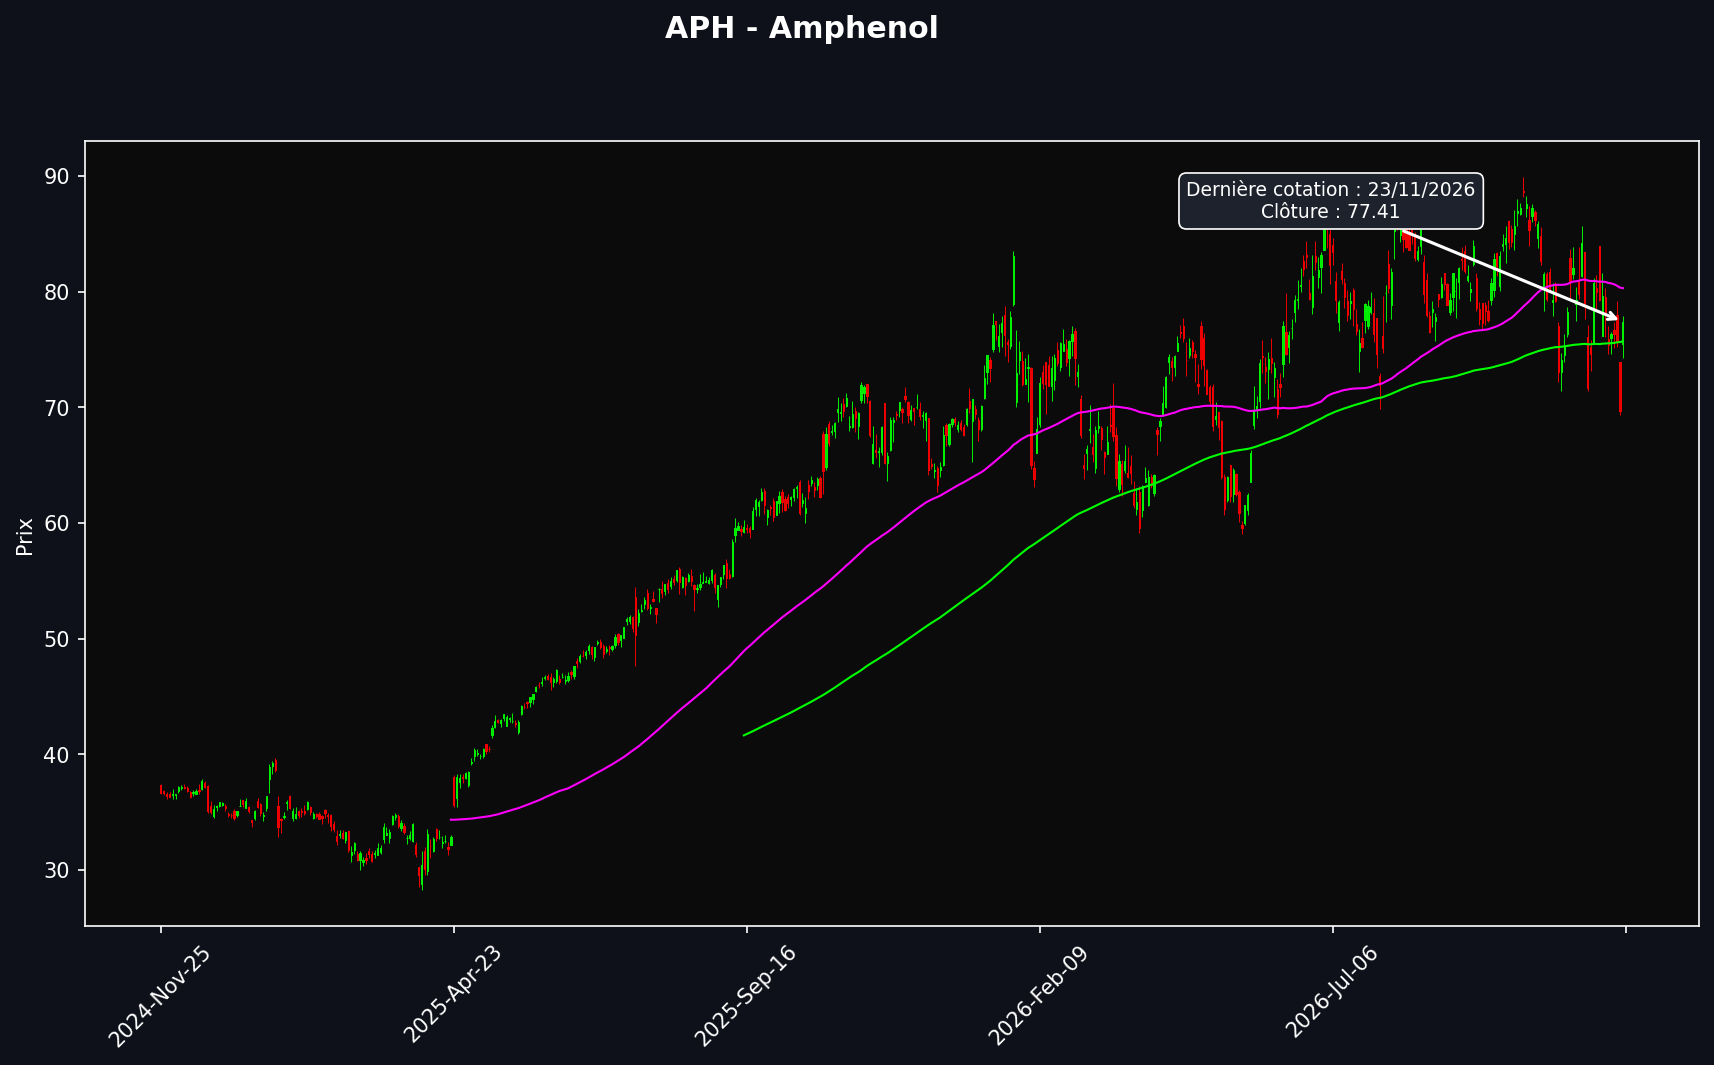 APH - Amphenol
Dernière cotation : 23/11/2026
Clôture : 77.41
Prix
90
80
70
60
50
40
30
2024-Nov-25
2025-Apr-23
2025-Sep-16
2026-Feb-09
2026-Jul-06